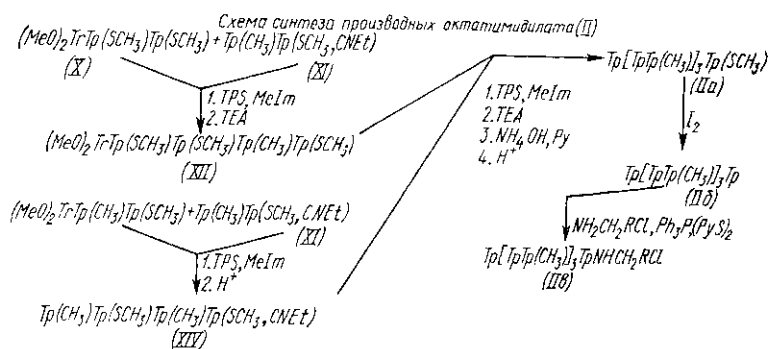 Схема синтеза производных октатимидилата (II)
(MeO)₂TrTp(SCH₃)Tp(SCH₃) + Tp(CH₃)Tp(SCH₃, CNEt)
(X) (XI)
1. TPS, MeIm
2. TEA
(MeO)₂TrTp(SCH₃)Tp(SCH₃)Tp(CH₃)Tp(SCH₃)
(XII)
(MeO)₂TrTp(CH₃)Tp(SCH₃) + Tp(CH₃)Tp(SCH₃, CNEt)
(XI)
1. TPS, MeIm
2. H⁺
Tp(CH₃)Tp(SCH₃)Tp(CH₃)Tp(SCH₃, CNEt)
(XIV)
1. TPS, MeIm
2. TEA
3. NH₄OH, Py
4. H⁺
Tp[TpTp(CH₃)]₃Tp(SCH₃)
(IIа)
I₂
Tp[TpTp(CH₃)]₃Tp
(IIб)
NH₂CH₂RCl, Ph₃P, (PyS)₂
Tp[TpTp(CH₃)]₃TpNHCH₂RCl
(IIв)